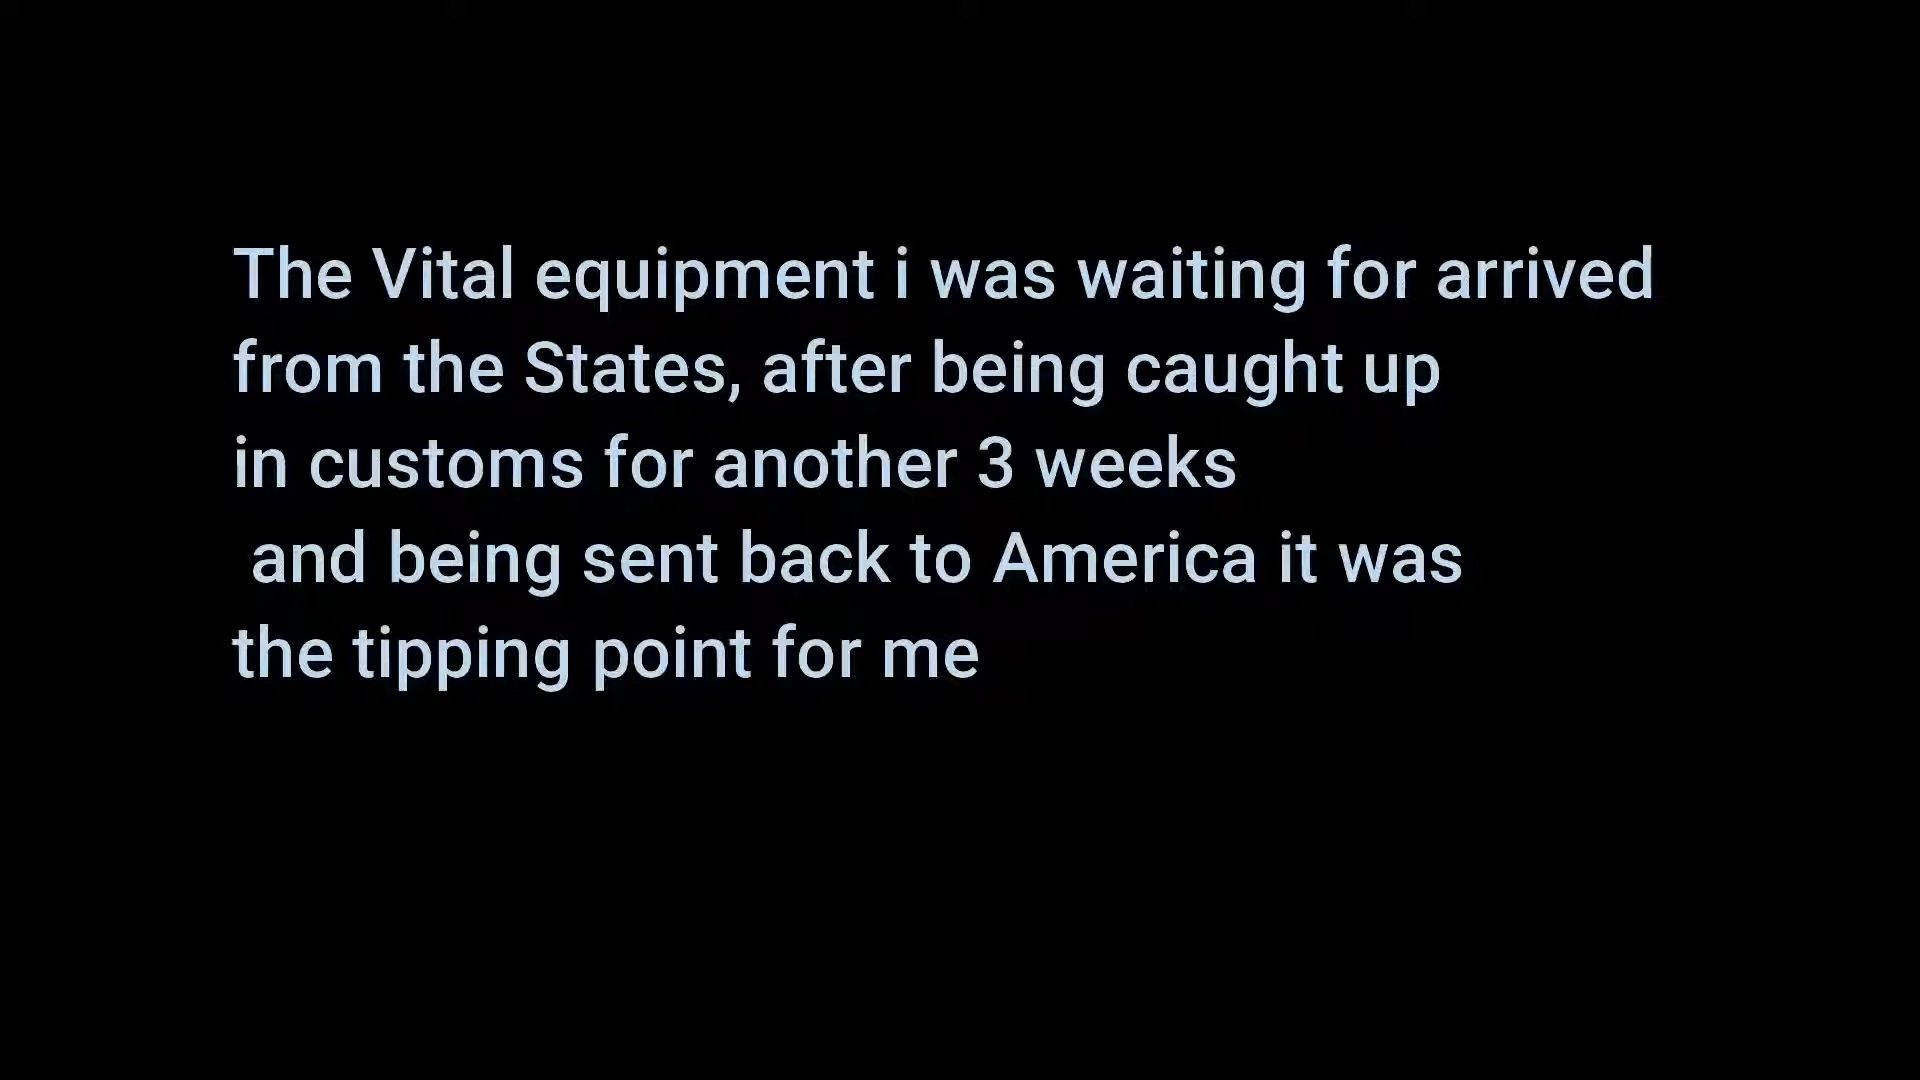 The Vital equipment i was waiting for arrived
from the States, after being caught up
in customs for another 3 weeks
and being sent back to America it was
the tipping point for me